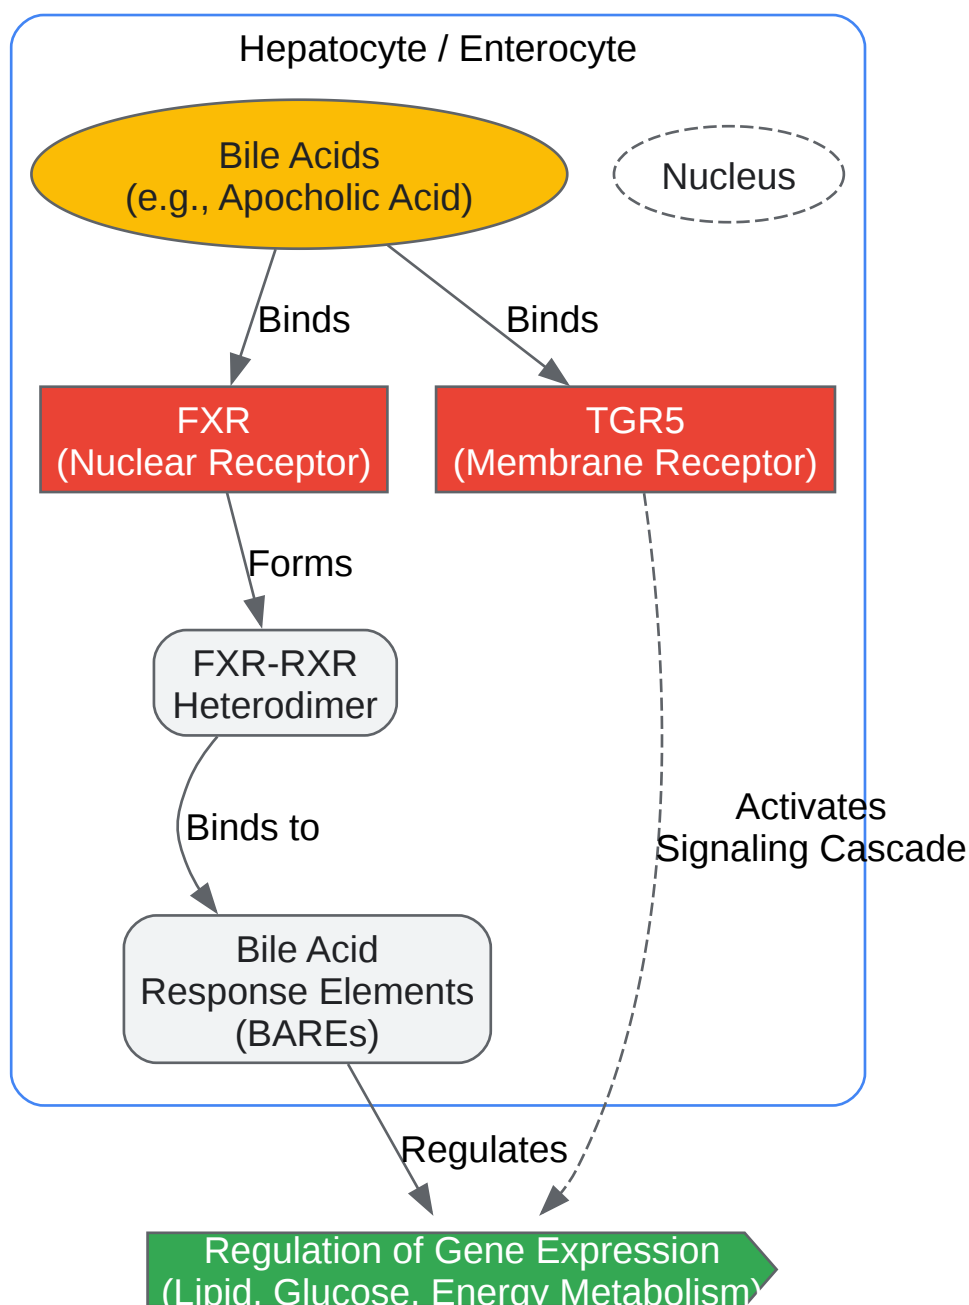 Hepatocyte / Enterocyte
Bile Acids
(e.g., Apocholic Acid)
Nucleus
Binds
Binds
FXR
(Nuclear Receptor)
TGR5
(Membrane Receptor)
Forms
FXR-RXR
Heterodimer
Binds to
Activates
Signaling Cascade
Bile Acid
Response Elements
(BAREs)
Regulates
Regulation of Gene Expression
(Lipid, Glucose, Energy Metabolism)